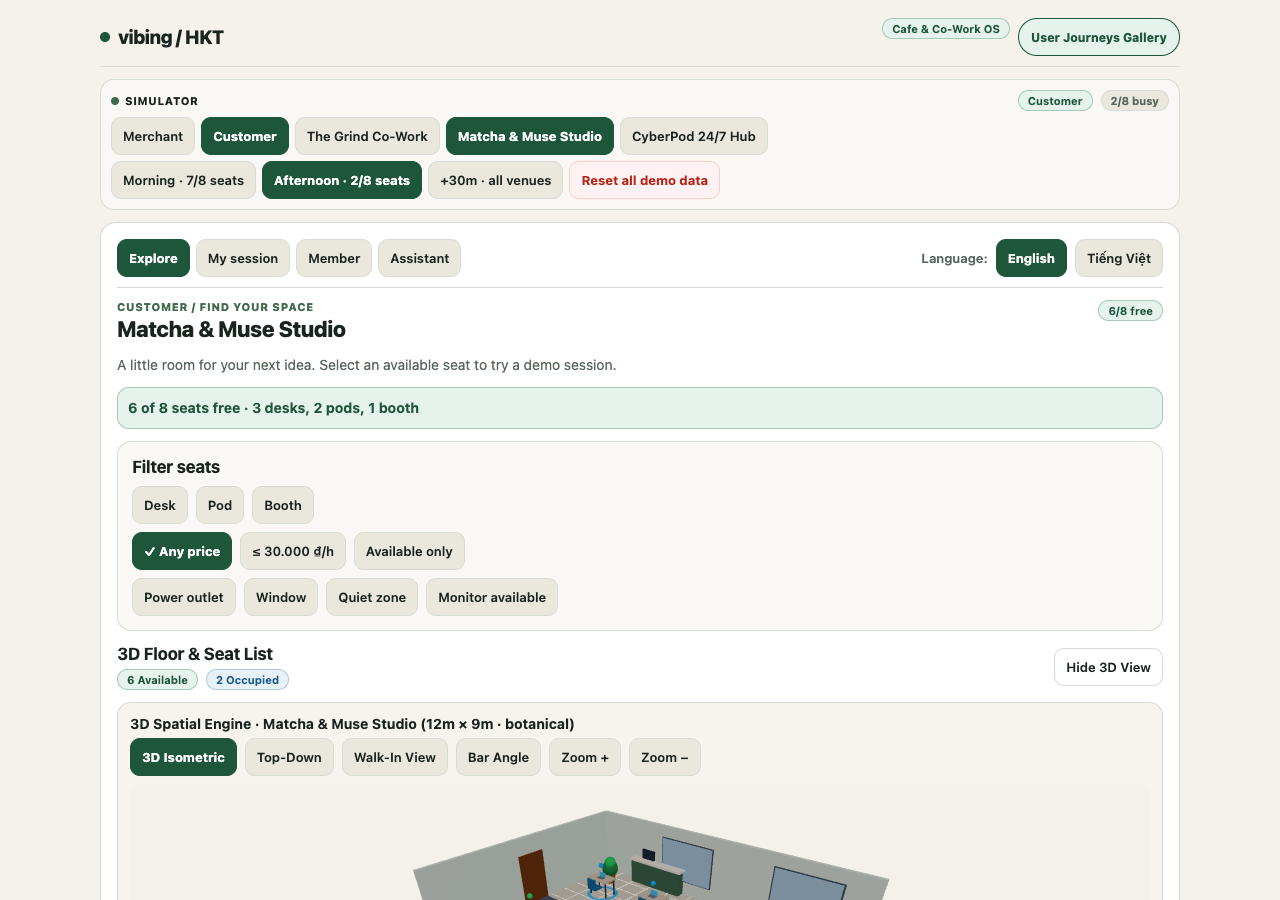 vibing / HKT
Cafe & Co-Work OS
User Journeys Gallery
SIMULATOR
Customer
2/8 busy
Merchant
Customer
The Grind Co-Work
Matcha & Muse Studio
CyberPod 24/7 Hub
Morning · 7/8 seats
Afternoon · 2/8 seats
+30m · all venues
Reset all demo data
Explore
My session
Member
Assistant
Language:
English
Tiếng Việt
CUSTOMER / FIND YOUR SPACE
Matcha & Muse Studio
6/8 free
A little room for your next idea. Select an available seat to try a demo session.
6 of 8 seats free · 3 desks, 2 pods, 1 booth
Filter seats
Desk
Pod
Booth
✓ Any price
≤ 30.000 ₫/h
Available only
Power outlet
Window
Quiet zone
Monitor available
3D Floor & Seat List
6 Available
2 Occupied
Hide 3D View
3D Spatial Engine · Matcha & Muse Studio (12m × 9m · botanical)
3D Isometric
Top-Down
Walk-In View
Bar Angle
Zoom +
Zoom −